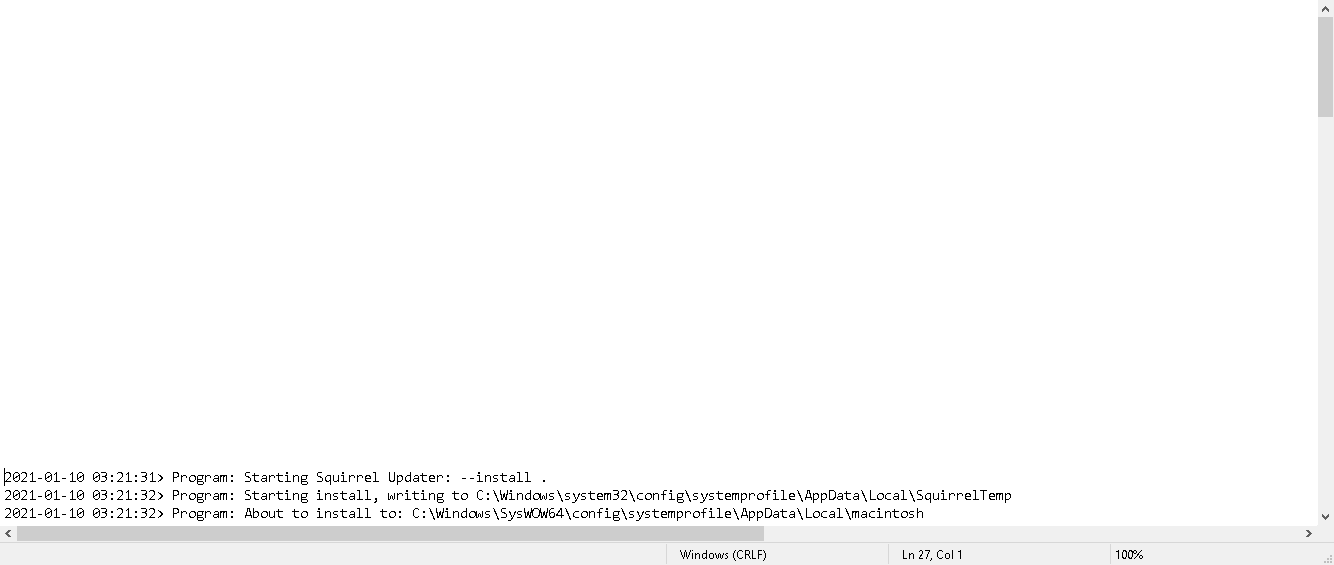 2021-01-10 03:21:31> Program: Starting Squirrel Updater: --install .
2021-01-10 03:21:32> Program: Starting install, writing to C:\Windows\system32\config\systemprofile\AppData\Local\SquirrelTemp
2021-01-10 03:21:32> Program: About to install to: C:\Windows\SysWOW64\config\systemprofile\AppData\Local\macintosh
Windows (CRLF) Ln 27, Col 1 100%